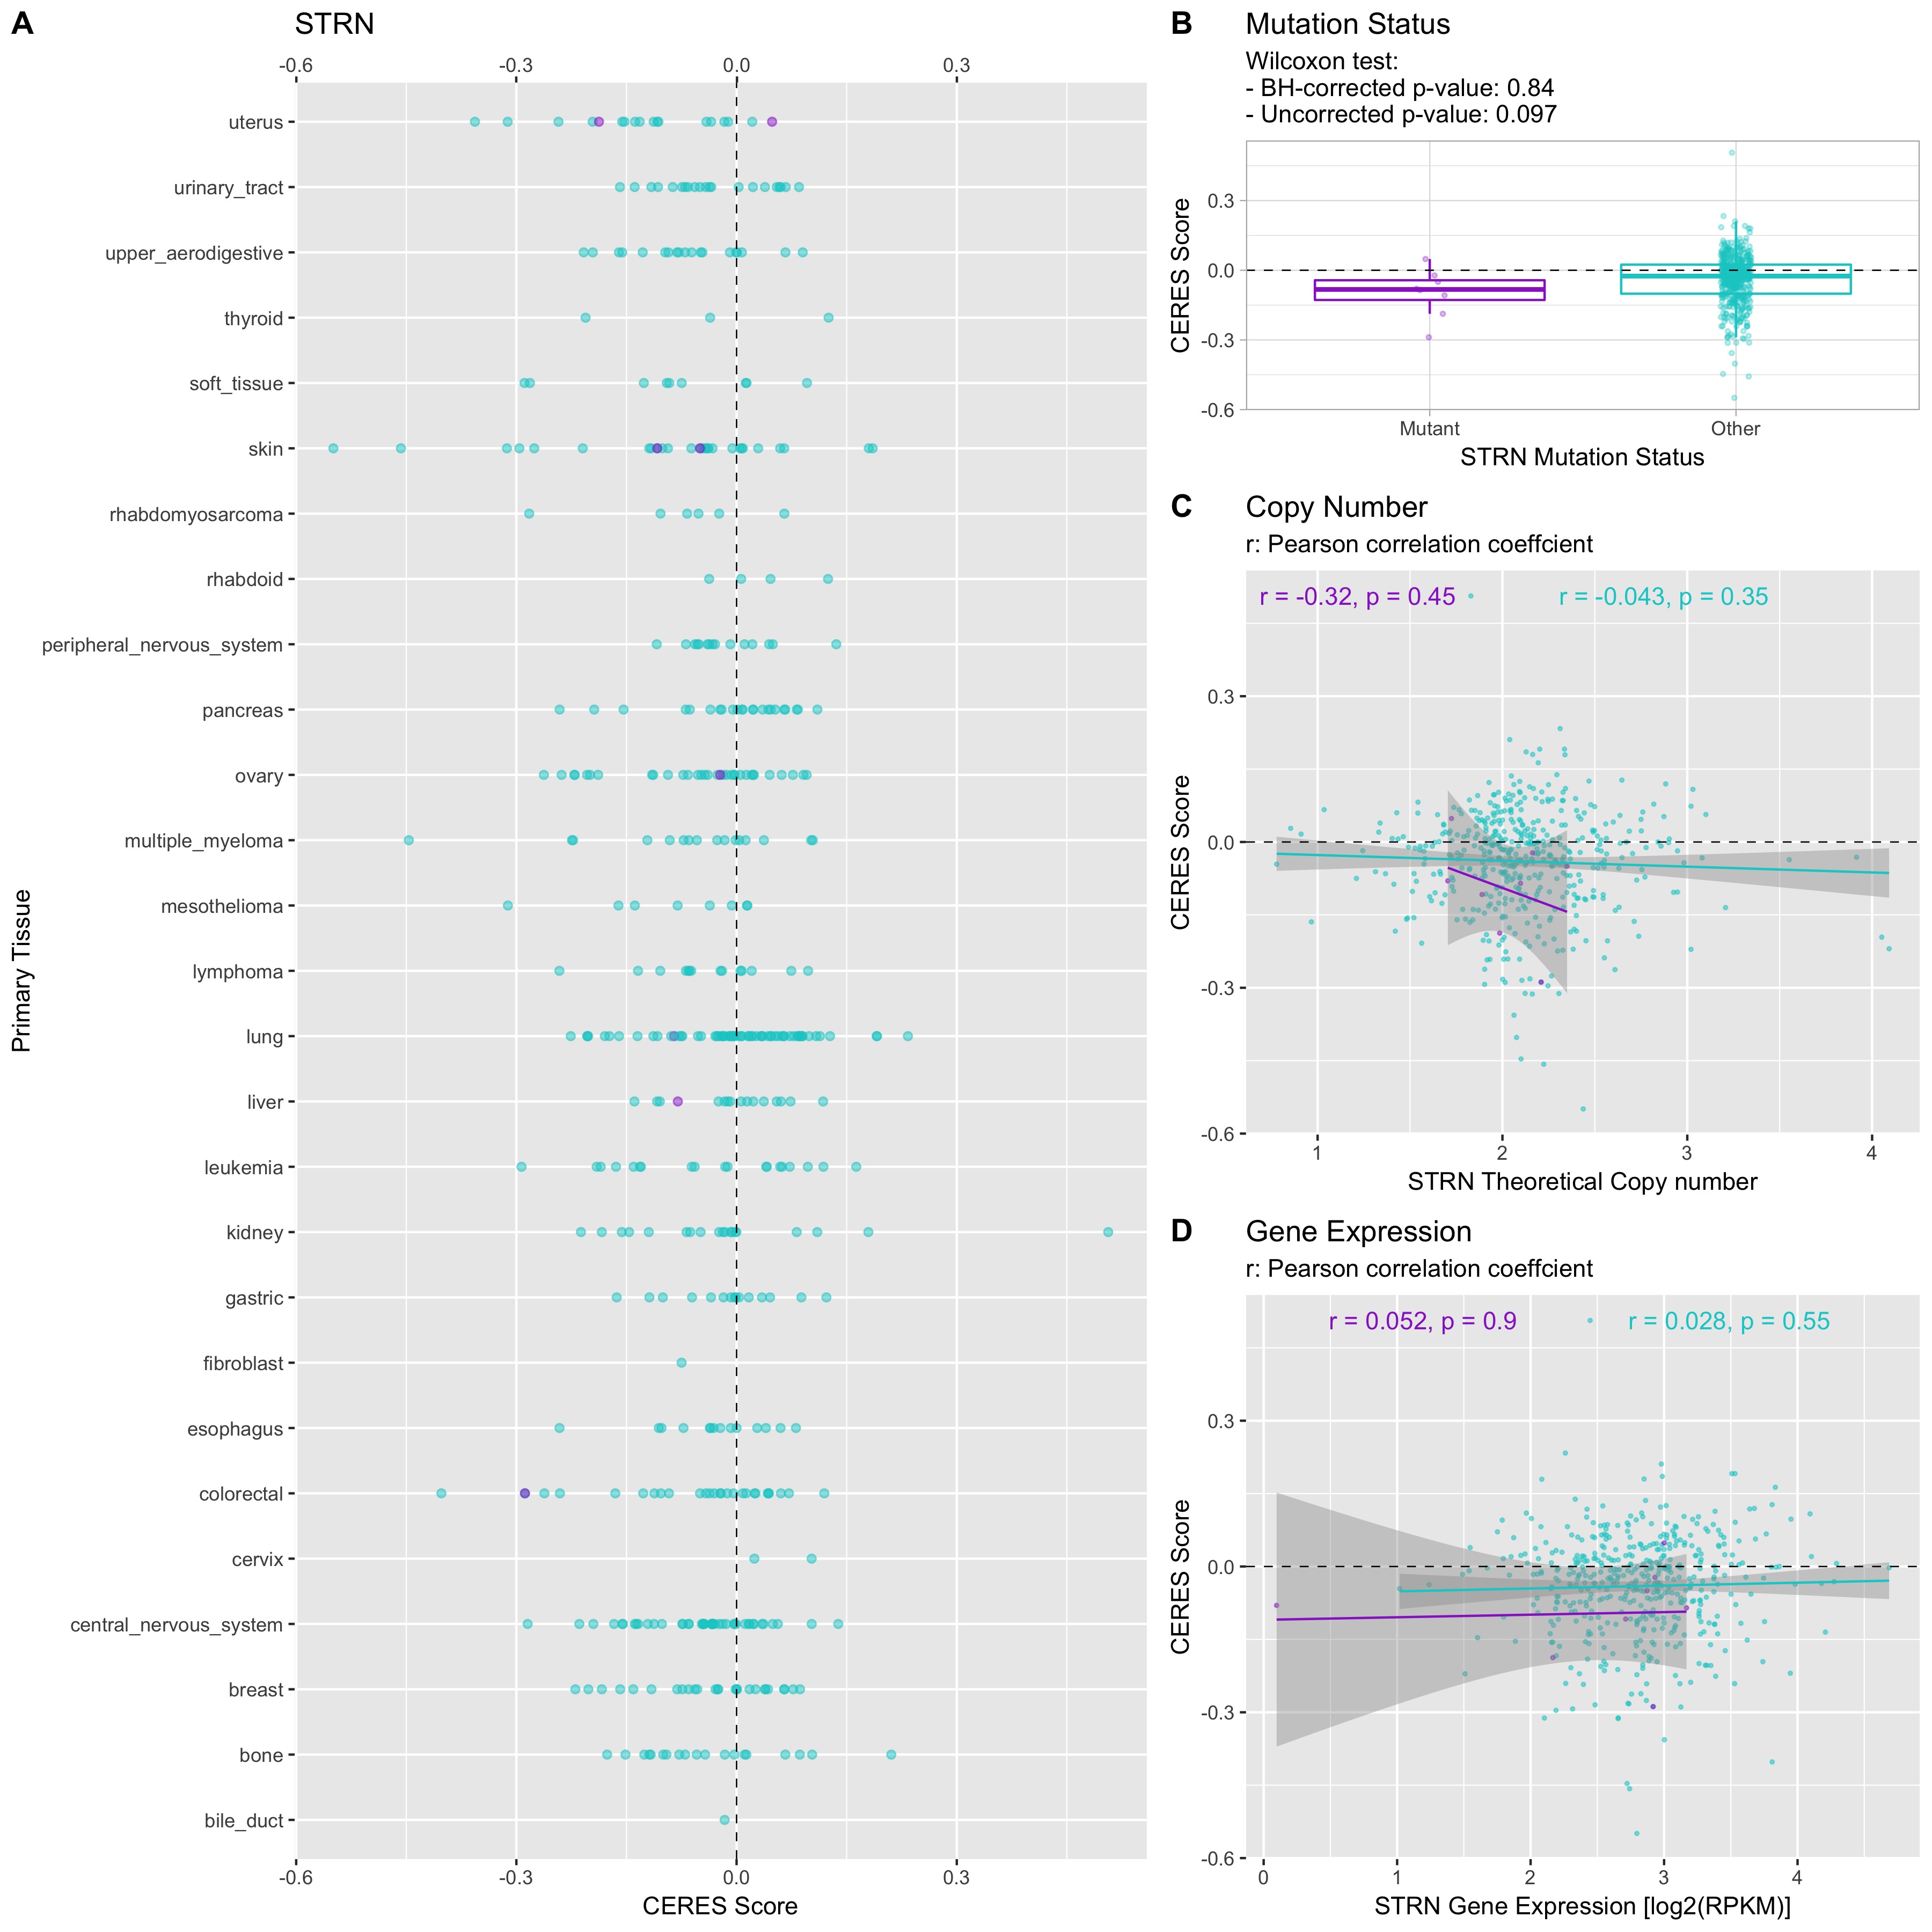 A
STRN
-0.6
-0.3
0.0
0.3
Primary Tissue
uterus
urinary_tract
upper_aerodigestive
thyroid
soft_tissue
skin
rhabdomyosarcoma
rhabdoid
peripheral_nervous_system
pancreas
ovary
multiple_myeloma
mesothelioma
lymphoma
lung
liver
leukemia
kidney
gastric
fibroblast
esophagus
colorectal
cervix
central_nervous_system
breast
bone
bile_duct
-0.6
-0.3
0.0
0.3
CERES Score
B
Mutation Status
Wilcoxon test:
- BH-corrected p-value: 0.84
- Uncorrected p-value: 0.097
CERES Score
0.3
0.0
-0.3
-0.6
Mutant
Other
STRN Mutation Status
C
Copy Number
r: Pearson correlation coeffcient
r = -0.32, p = 0.45
r = -0.043, p = 0.35
CERES Score
0.3
0.0
-0.3
-0.6
1
2
3
4
STRN Theoretical Copy number
D
Gene Expression
r: Pearson correlation coeffcient
r = 0.052, p = 0.9
r = 0.028, p = 0.55
CERES Score
0.3
0.0
-0.3
-0.6
0
1
2
3
4
STRN Gene Expression [log2(RPKM)]